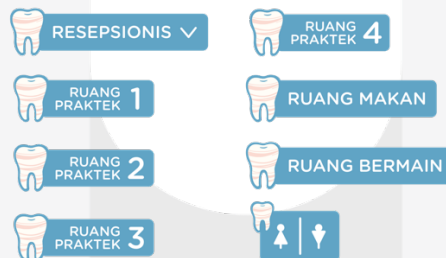 RESEPSIONIS
RUANG
PRAKTEK 1
RUANG
PRAKTEK 2
RUANG
PRAKTEK 3
RUANG
PRAKTEK 4
RUANG MAKAN
RUANG BERMAIN